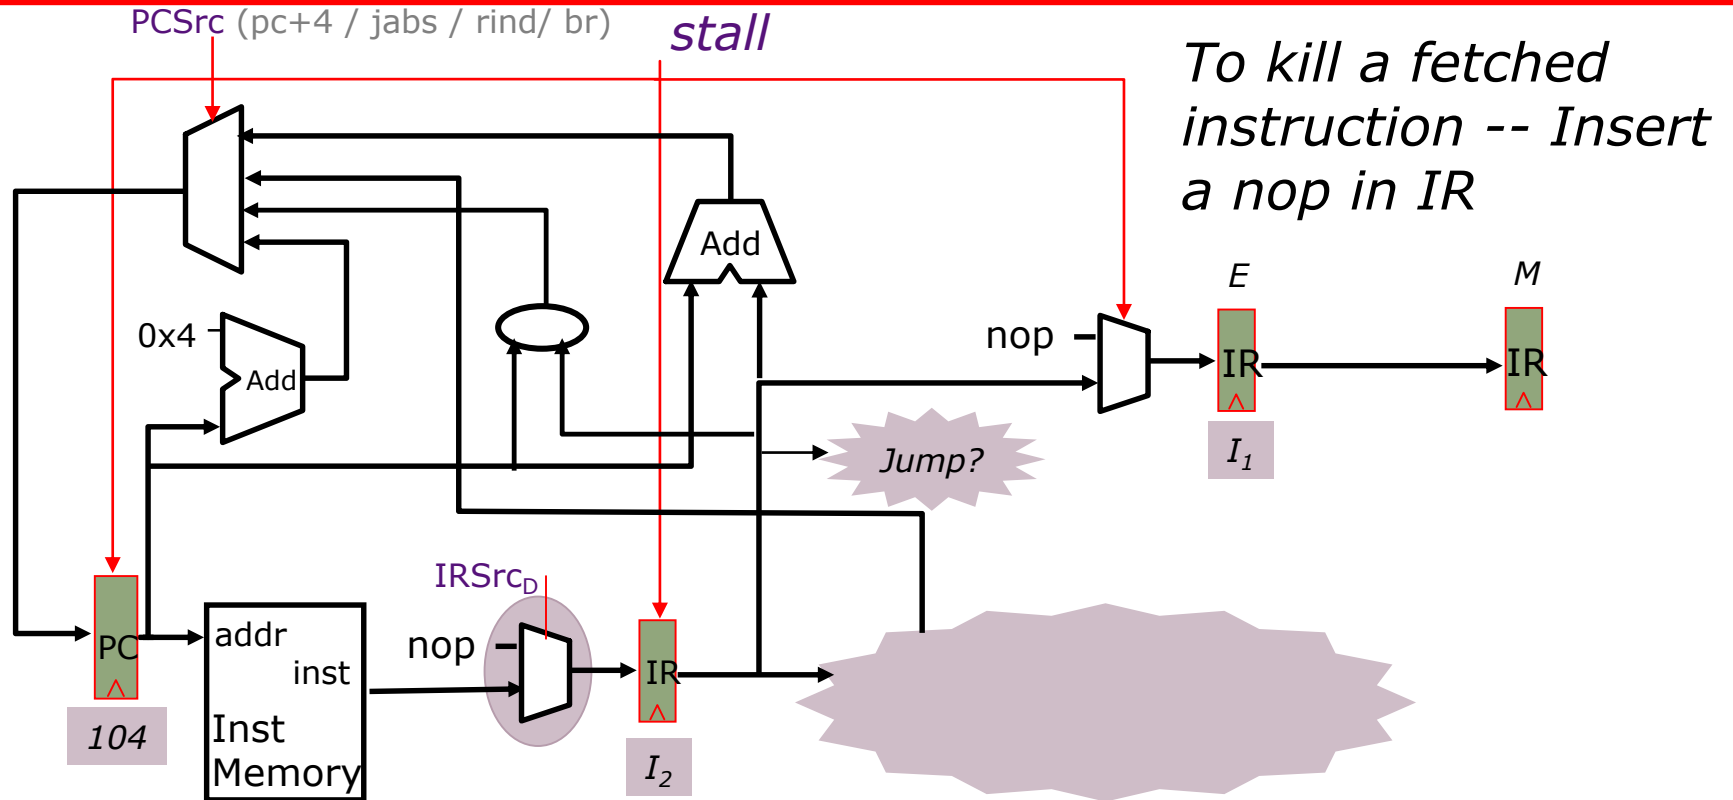 PCSrc (pc+4 / jabs / rind/ br)
stall
To kill a fetched
instruction -- Insert
a nop in IR
Add
E
M
0x4
Add
nop
IR
IR
Jump?
I1
IRSrcD
PC
addr
inst
nop
IR
Inst
Memory
104
I2